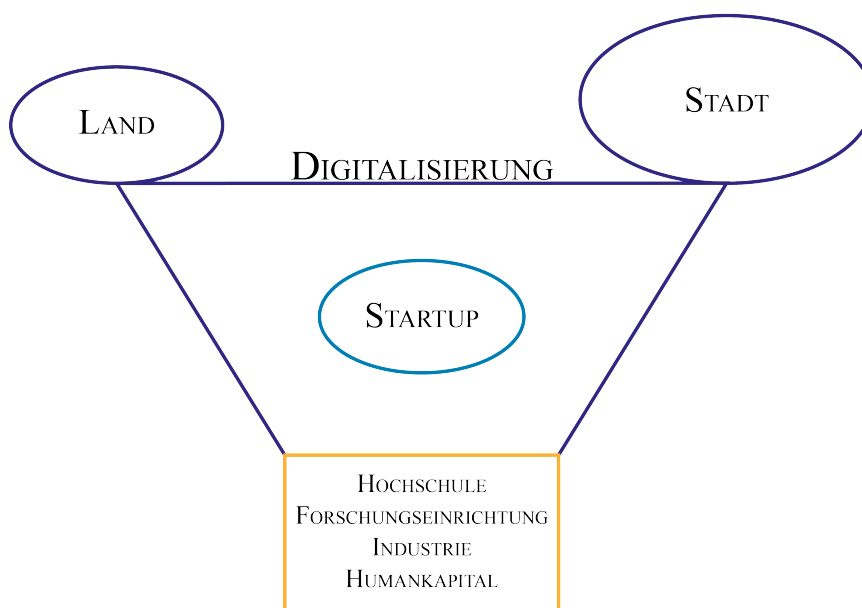 Land
Stadt
Digitalisierung
Startup
Hochschule
Forschungseinrichtung
Industrie
Humankapital